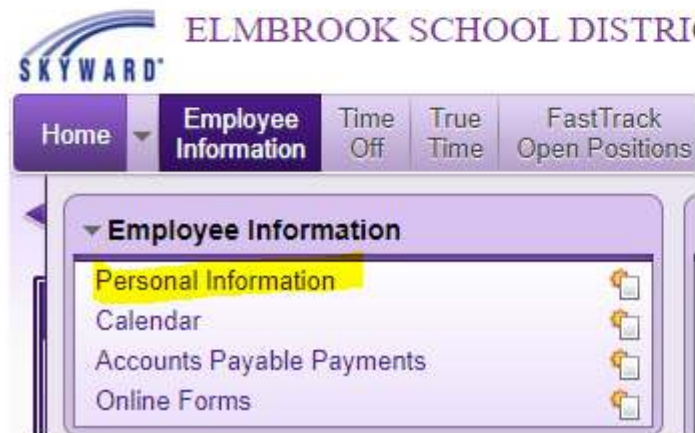 ELMBROOK SCHOOL DISTRI
SKYWARD
Home
Employee
Information
Time
Off
True
Time
FastTrack
Open Positions
Employee Information
Personal Information
Calendar
Accounts Payable Payments
Online Forms